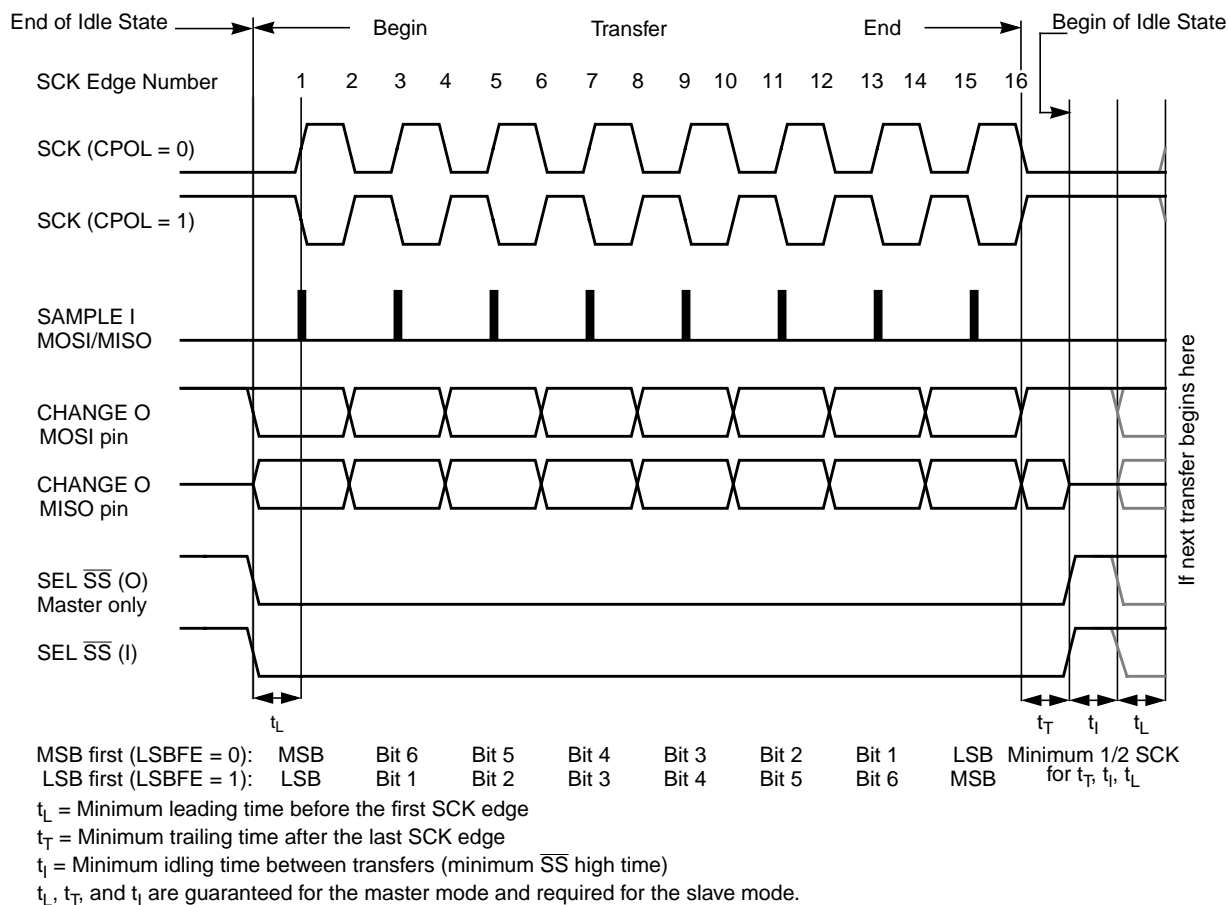 End of Idle State
Begin
Transfer
End
Begin of Idle State
SCK Edge Number
1 2 3 4 5 6 7 8 9 10 11 12 13 14 15 16
SCK (CPOL = 0)
SCK (CPOL = 1)
SAMPLE I
MOSI/MISO
CHANGE O
MOSI pin
CHANGE O
MISO pin
SEL S̅S̅ (O)
Master only
SEL S̅S̅ (I)
If next transfer begins here
tL
tT tI tL
MSB first (LSBFE = 0): MSB Bit 6 Bit 5 Bit 4 Bit 3 Bit 2 Bit 1 LSB
LSB first (LSBFE = 1): LSB Bit 1 Bit 2 Bit 3 Bit 4 Bit 5 Bit 6 MSB
Minimum 1/2 SCK
for tT, tI, tL
tL = Minimum leading time before the first SCK edge
tT = Minimum trailing time after the last SCK edge
tI = Minimum idling time between transfers (minimum S̅S̅ high time)
tL, tT, and tI are guaranteed for the master mode and required for the slave mode.